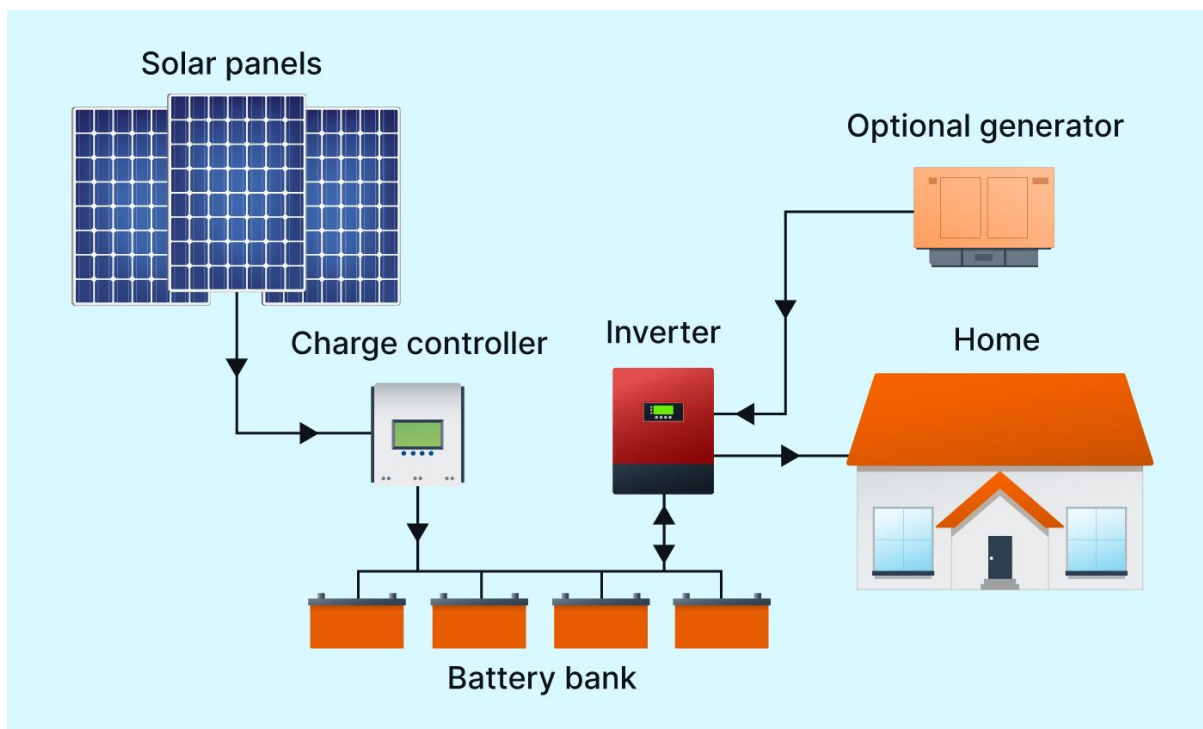 Solar panels
Optional generator
Charge controller
Inverter
Home
Battery bank